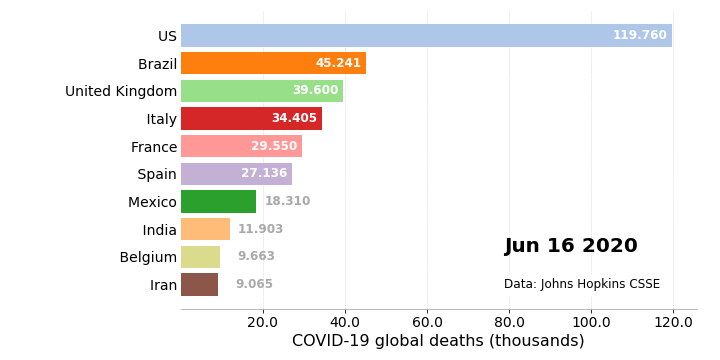 US 119.760
Brazil 45.241
United Kingdom 39.600
Italy 34.405
France 29.550
Spain 27.136
Mexico 18.310
India 11.903
Belgium 9.663
Iran 9.065
Jun 16 2020
Data: Johns Hopkins CSSE
20.0 40.0 60.0 80.0 100.0 120.0
COVID-19 global deaths (thousands)